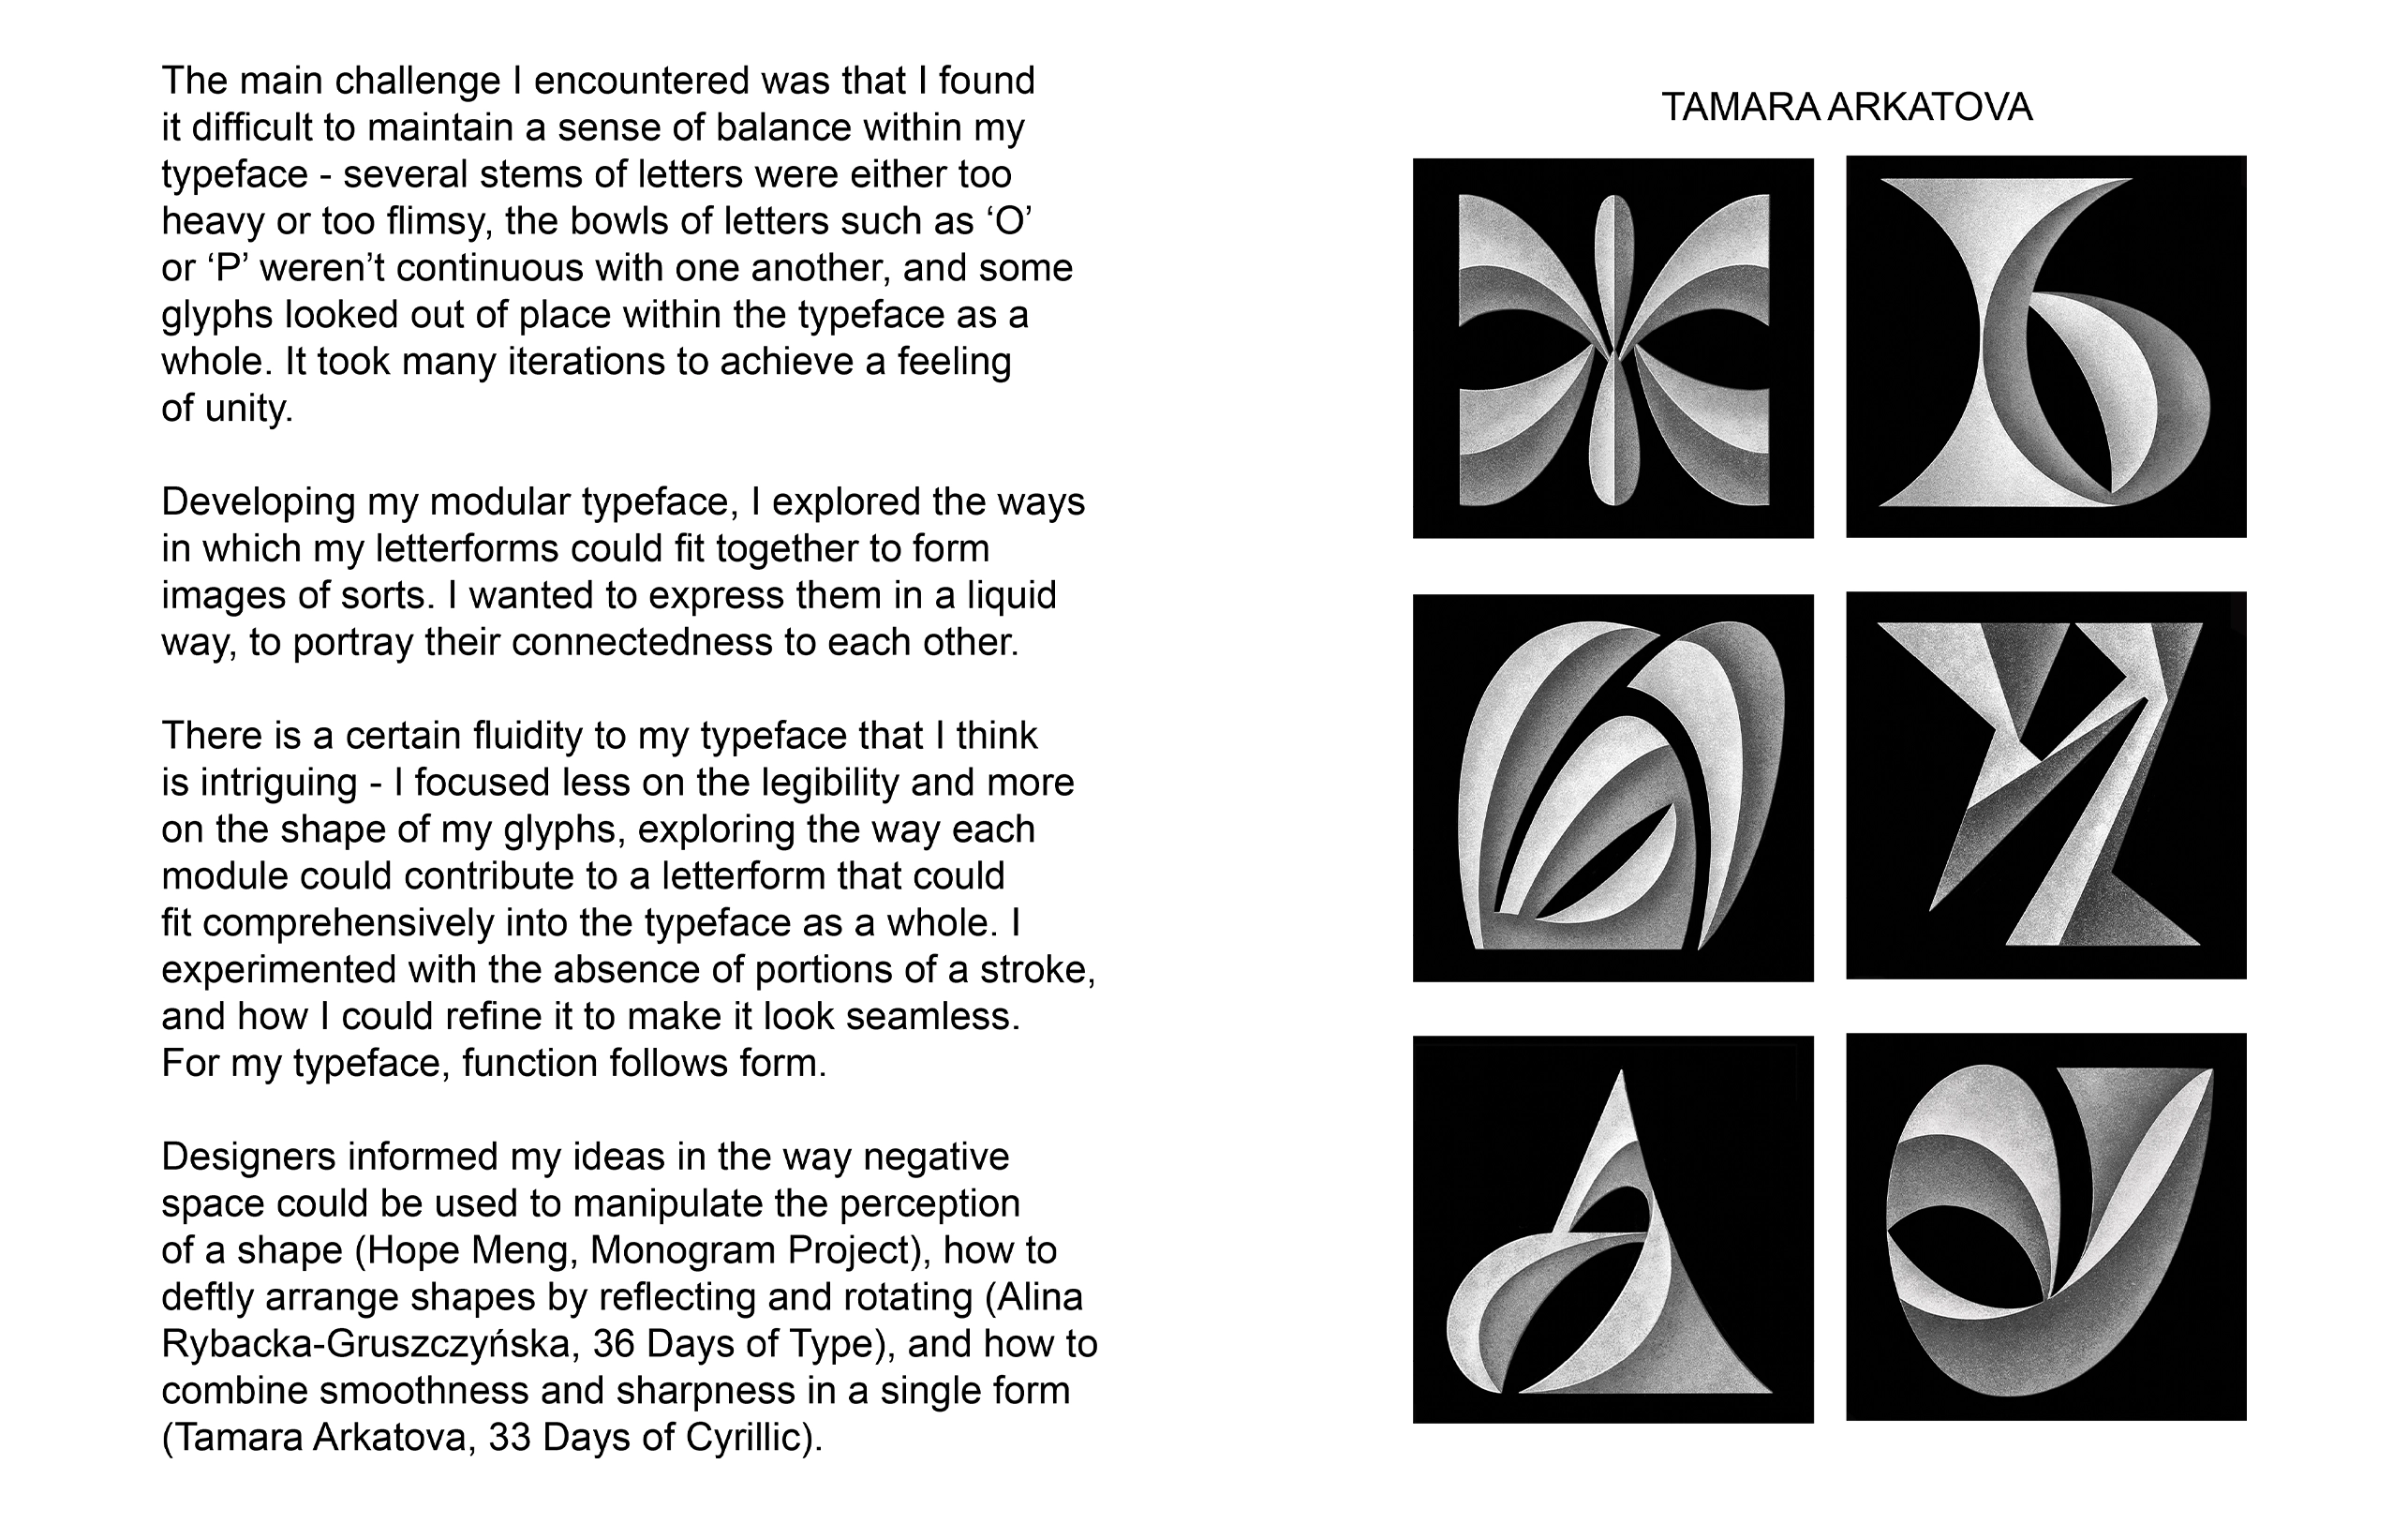 The main challenge I encountered was that I found
it difficult to maintain a sense of balance within my
typeface - several stems of letters were either too
heavy or too flimsy, the bowls of letters such as ‘O’
or ‘P’ weren’t continuous with one another, and some
glyphs looked out of place within the typeface as a
whole. It took many iterations to achieve a feeling
of unity.
Developing my modular typeface, I explored the ways
in which my letterforms could fit together to form
images of sorts. I wanted to express them in a liquid
way, to portray their connectedness to each other.
There is a certain fluidity to my typeface that I think
is intriguing - I focused less on the legibility and more
on the shape of my glyphs, exploring the way each
module could contribute to a letterform that could
fit comprehensively into the typeface as a whole. I
experimented with the absence of portions of a stroke,
and how I could refine it to make it look seamless.
For my typeface, function follows form.
Designers informed my ideas in the way negative
space could be used to manipulate the perception
of a shape (Hope Meng, Monogram Project), how to
deftly arrange shapes by reflecting and rotating (Alina
Rybacka-Gruszczyńska, 36 Days of Type), and how to
combine smoothness and sharpness in a single form
(Tamara Arkatova, 33 Days of Cyrillic).
TAMARA ARKATOVA